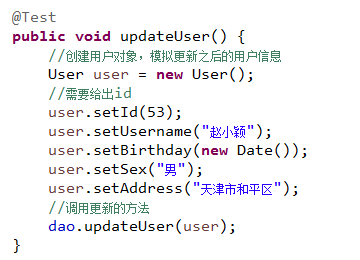 @Test
public void updateUser() {
    //创建用户对象，模拟更新之后的用户信息
    User user = new User();
    //需要给出id
    user.setId(53);
    user.setUsername("赵小颖");
    user.setBirthday(new Date());
    user.setSex("男");
    user.setAddress("天津市和平区");
    //调用更新的方法
    dao.updateUser(user);
}